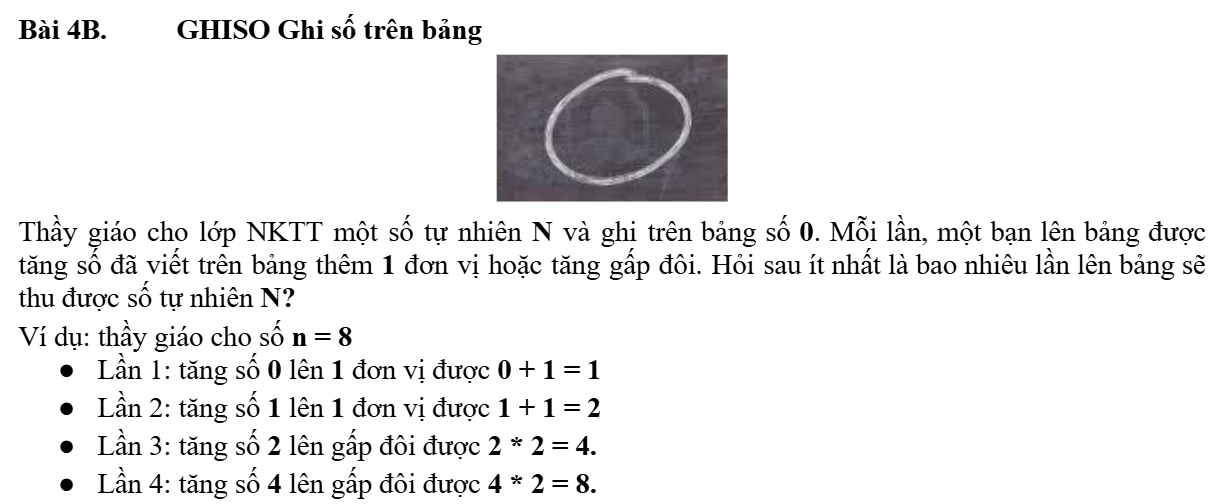 Bài 4B. GHISO Ghi số trên bảng
Thầy giáo cho lớp NKTT một số tự nhiên N và ghi trên bảng số 0. Mỗi lần, một bạn lên bảng được
tăng số đã viết trên bảng thêm 1 đơn vị hoặc tăng gấp đôi. Hỏi sau ít nhất là bao nhiêu lần lên bảng sẽ
thu được số tự nhiên N?
Ví dụ: thầy giáo cho số n = 8
● Lần 1: tăng số 0 lên 1 đơn vị được 0 + 1 = 1
● Lần 2: tăng số 1 lên 1 đơn vị được 1 + 1 = 2
● Lần 3: tăng số 2 lên gấp đôi được 2 * 2 = 4.
● Lần 4: tăng số 4 lên gấp đôi được 4 * 2 = 8.